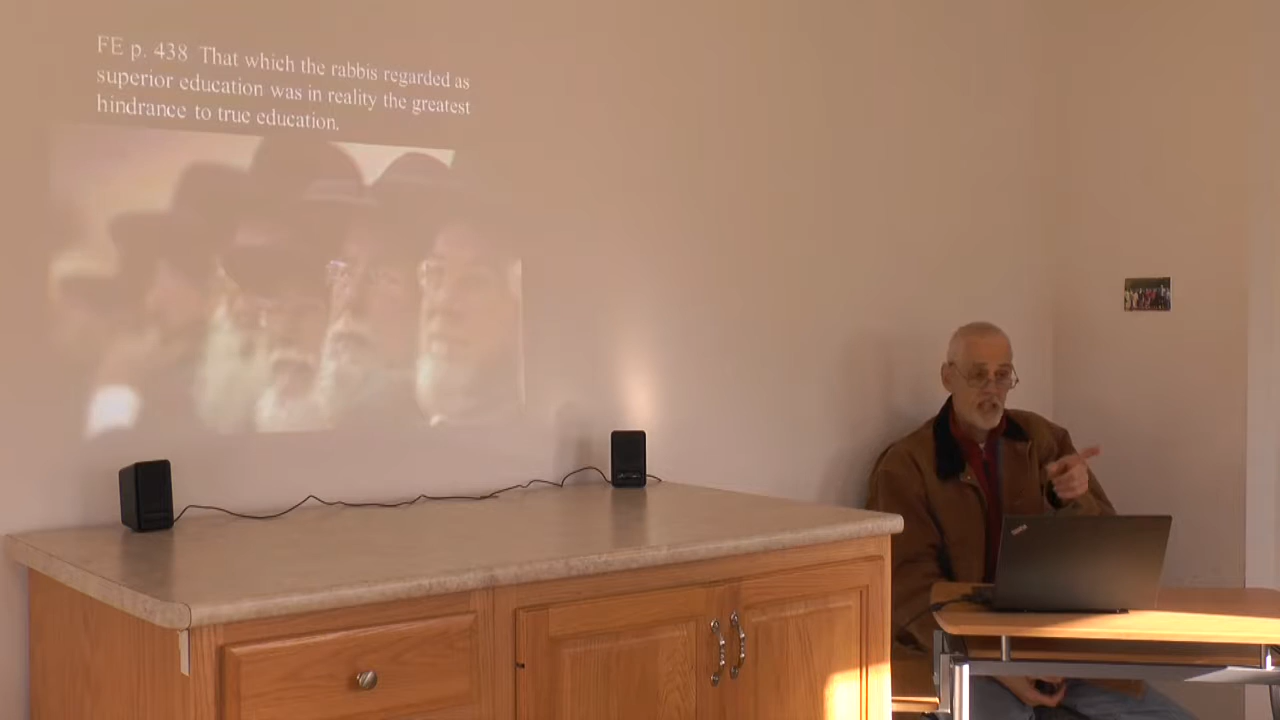 FE p. 438 That which the rabbis regarded as
superior education was in reality the greatest
hindrance to true education.